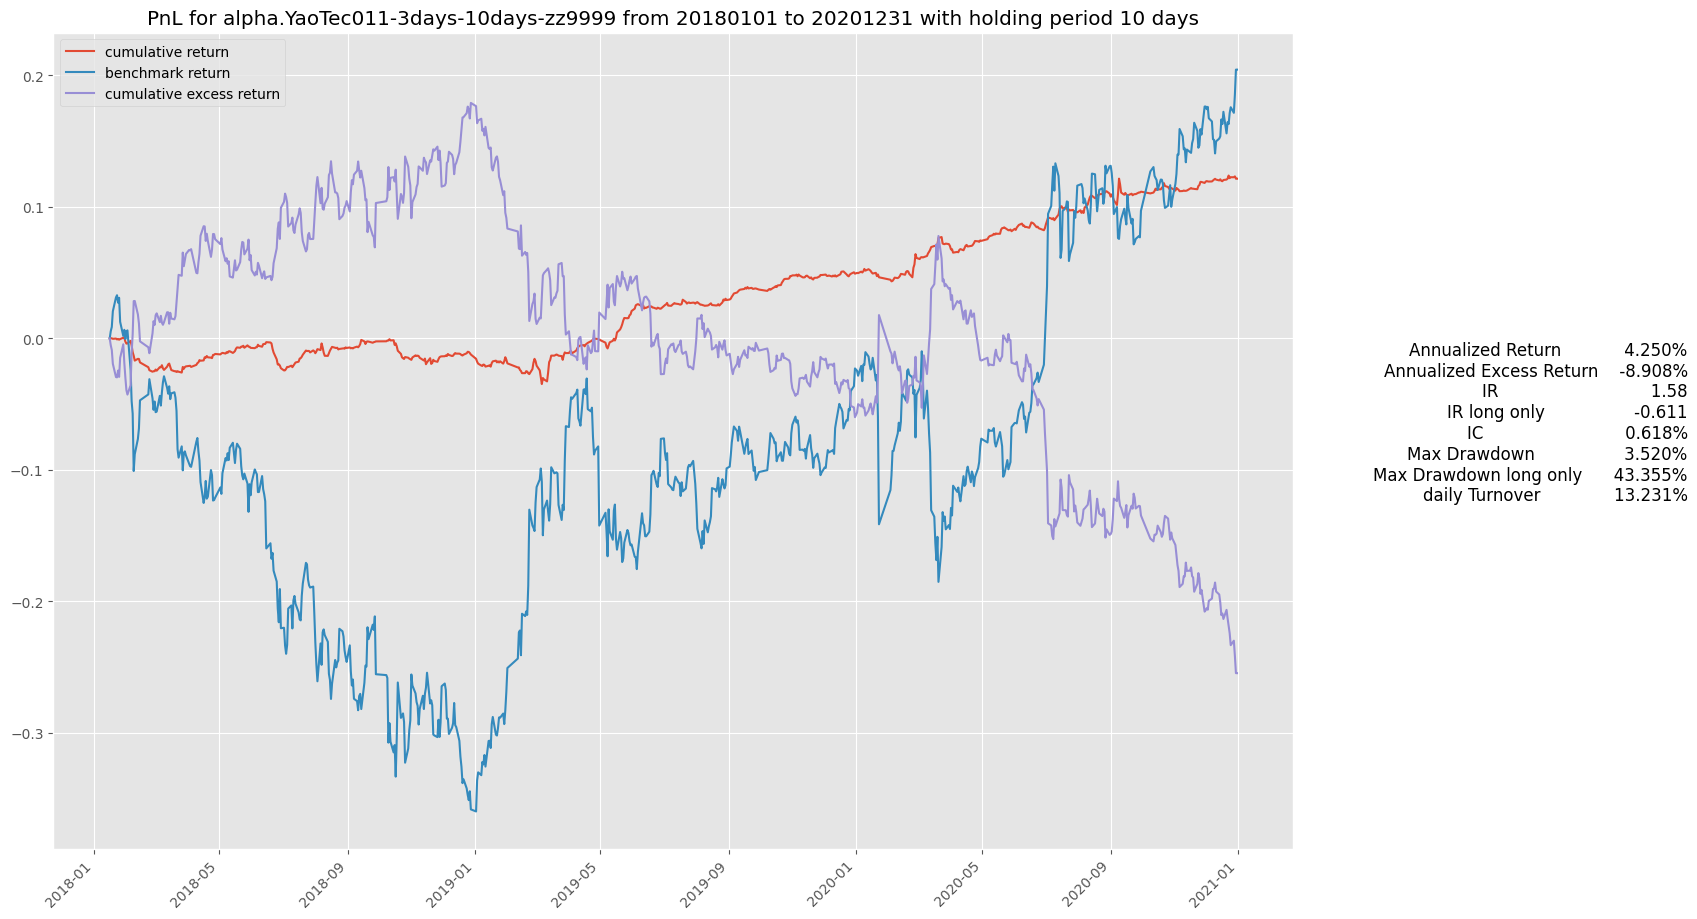 PnL for alpha.YaoTec011-3days-10days-zz9999 from 20180101 to 20201231 with holding period 10 days
cumulative return
benchmark return
cumulative excess return
0.2
0.1
0.0
−0.1
−0.2
−0.3
2018-01
2018-05
2018-09
2019-01
2019-05
2019-09
2020-01
2020-05
2020-09
2021-01
Annualized Return 4.250%
Annualized Excess Return -8.908%
IR 1.58
IR long only -0.611
IC 0.618%
Max Drawdown 3.520%
Max Drawdown long only 43.355%
daily Turnover 13.231%